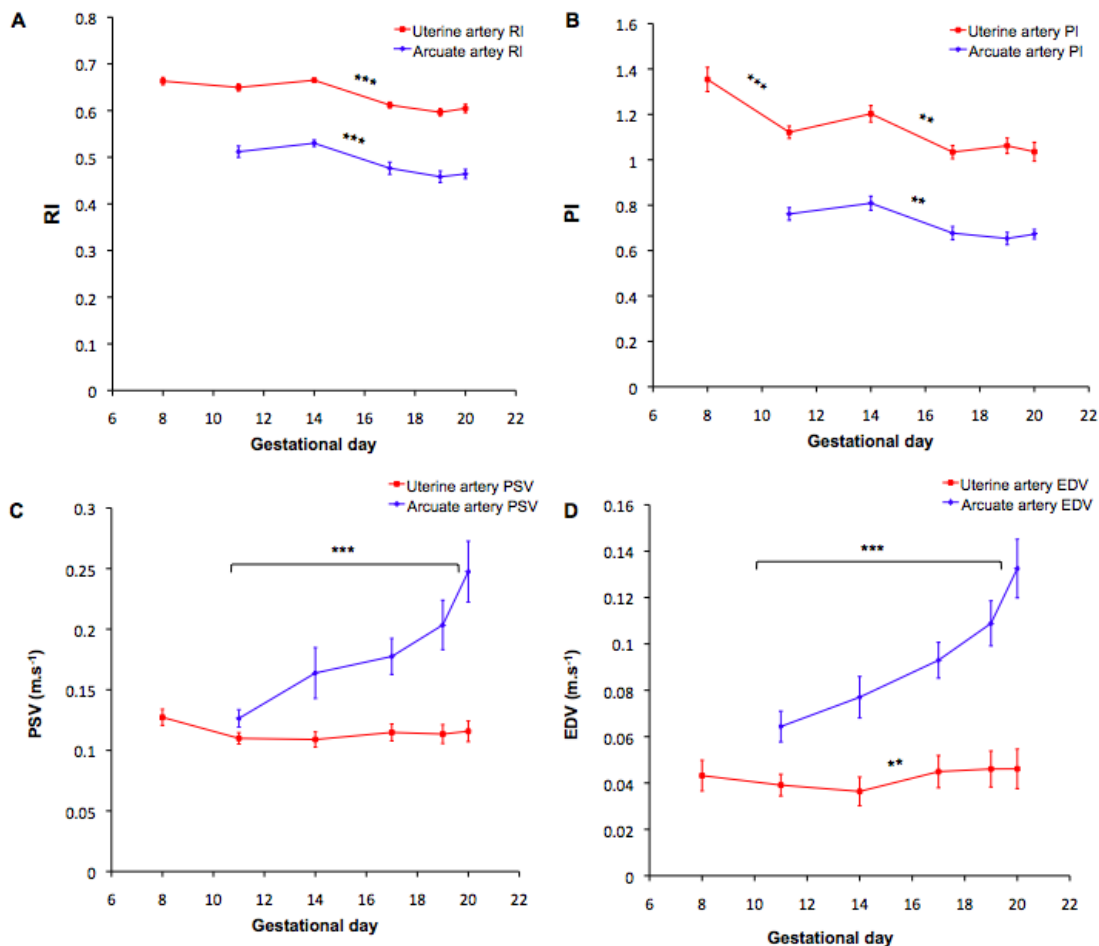 A
Uterine artery RI
Arcuate artey RI
0.8
0.7
0.6
0.5
0.4
0.3
0.2
0.1
0
RI
***
***
6 8 10 12 14 16 18 20 22
Gestational day
B
Uterine artery PI
Arcuate artery PI
1.6
1.4
1.2
1
0.8
0.6
0.4
0.2
0
PI
***
**
**
6 8 10 12 14 16 18 20 22
Gestational day
C
Uterine artery PSV
Arcuate artery PSV
0.3
0.25
0.2
0.15
0.1
0.05
0
PSV (m.s⁻¹)
***
6 8 10 12 14 16 18 20 22
Gestational day
D
Uterine artery EDV
Arcuate artery EDV
0.16
0.14
0.12
0.1
0.08
0.06
0.04
0.02
0
EDV (m.s⁻¹)
***
**
6 8 10 12 14 16 18 20 22
Gestational day